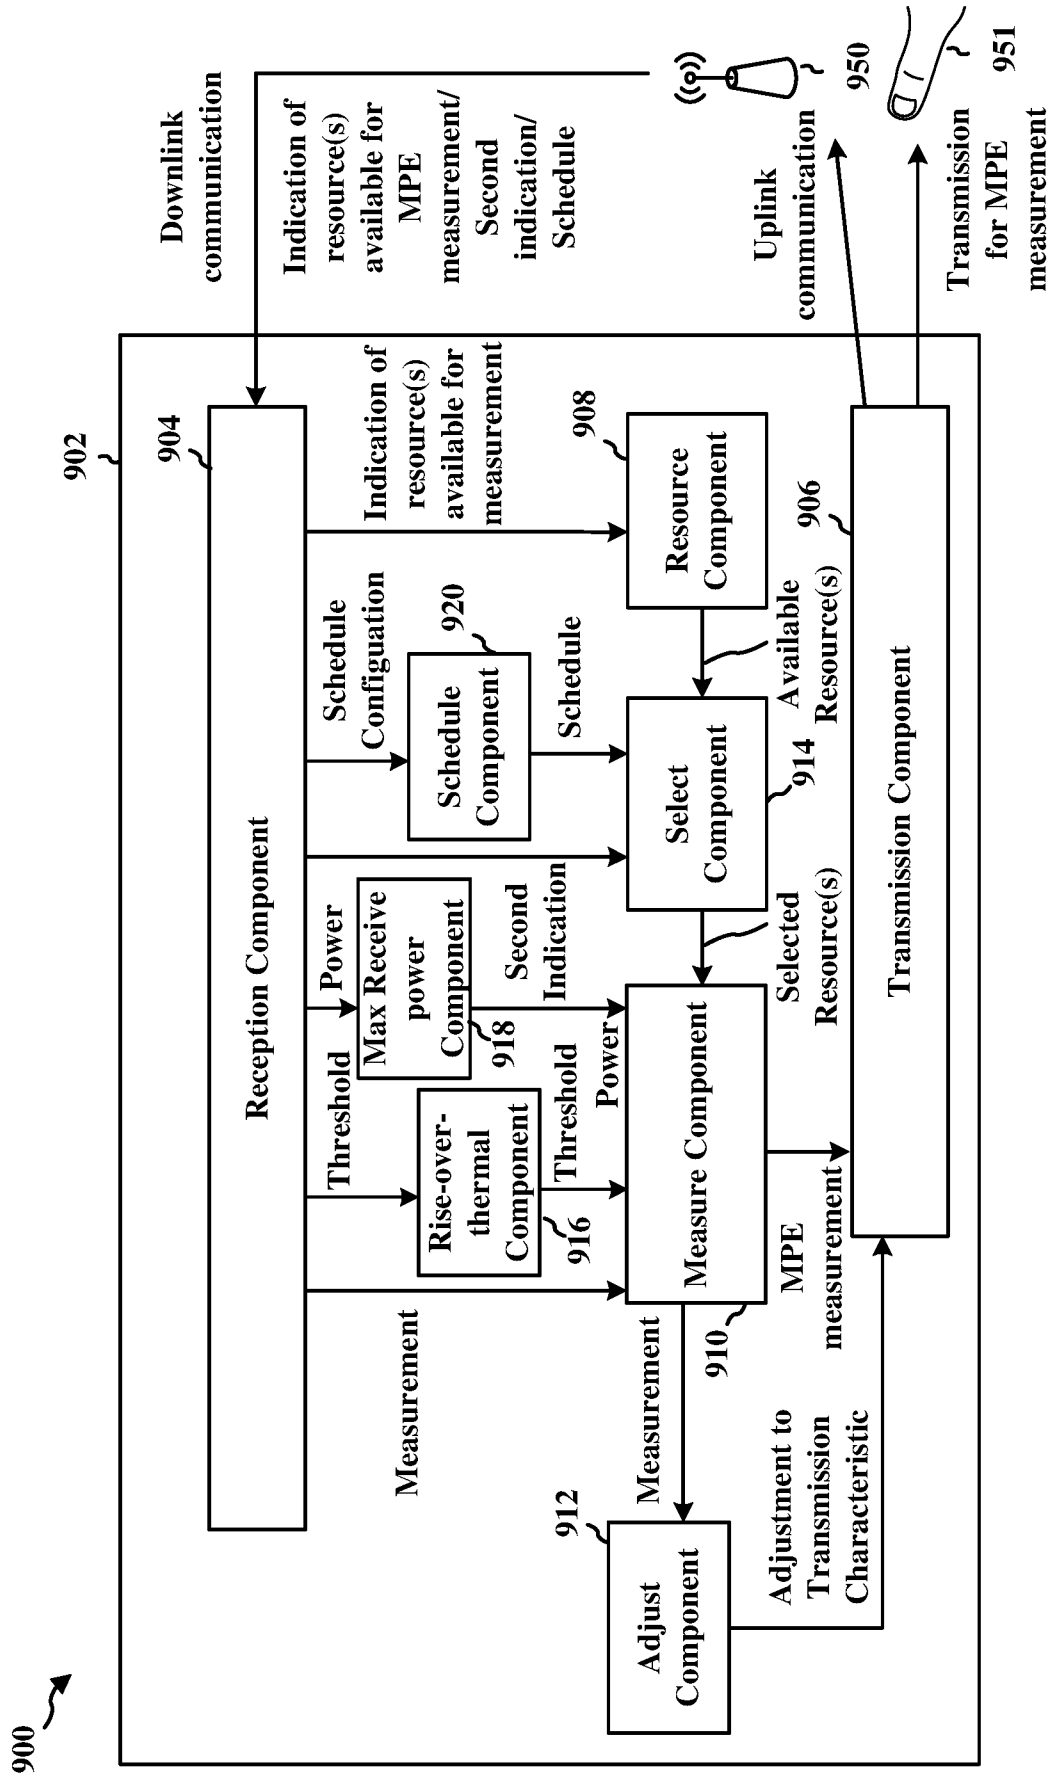 900
902
904
Reception Component
Downlink
communication
Indication of
resource(s)
available for
MPE
measurement/
Second
indication/
Schedule
950
951
Uplink
communication
Transmission
for MPE
measurement
Measurement
Threshold
Rise-over-
thermal
Component
916
Threshold
Power
Max Receive
power
Component
918
Second
Indication
Power
Schedule
Configuation
920
Schedule
Component
Schedule
Indication of
resource(s)
available for
measurement
908
Resource
Component
Available
Resource(s)
Select
Component
914
Selected
Resource(s)
Measure Component
910
Measurement
MPE
measurement
912
Adjust
Component
Adjustment to
Transmission
Characteristic
906
Transmission Component